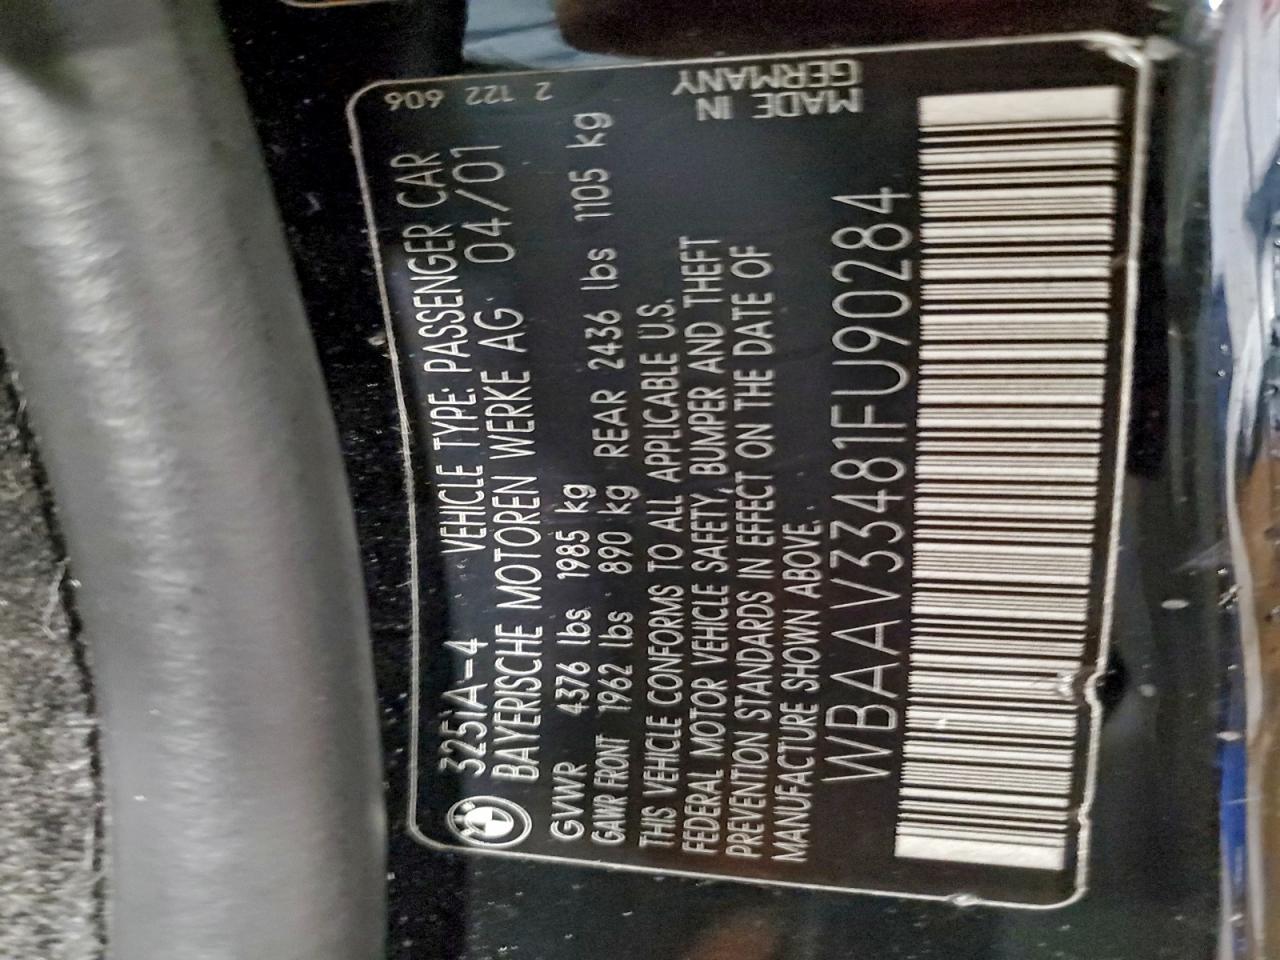 325iA-4 VEHICLE TYPE: PASSENGER CAR
BAYERISCHE MOTOREN WERKE AG 04/01
GVWR 4376 lbs 1985 kg
GAWR FRONT 1962 lbs 890 kg REAR 2436 lbs 1105 kg
THIS VEHICLE CONFORMS TO ALL APPLICABLE U.S.
FEDERAL MOTOR VEHICLE SAFETY, BUMPER AND THEFT
PREVENTION STANDARDS IN EFFECT ON THE DATE OF
MANUFACTURE SHOWN ABOVE.
WBAAV33481FU90284
2 122 606
MADE IN
GERMANY